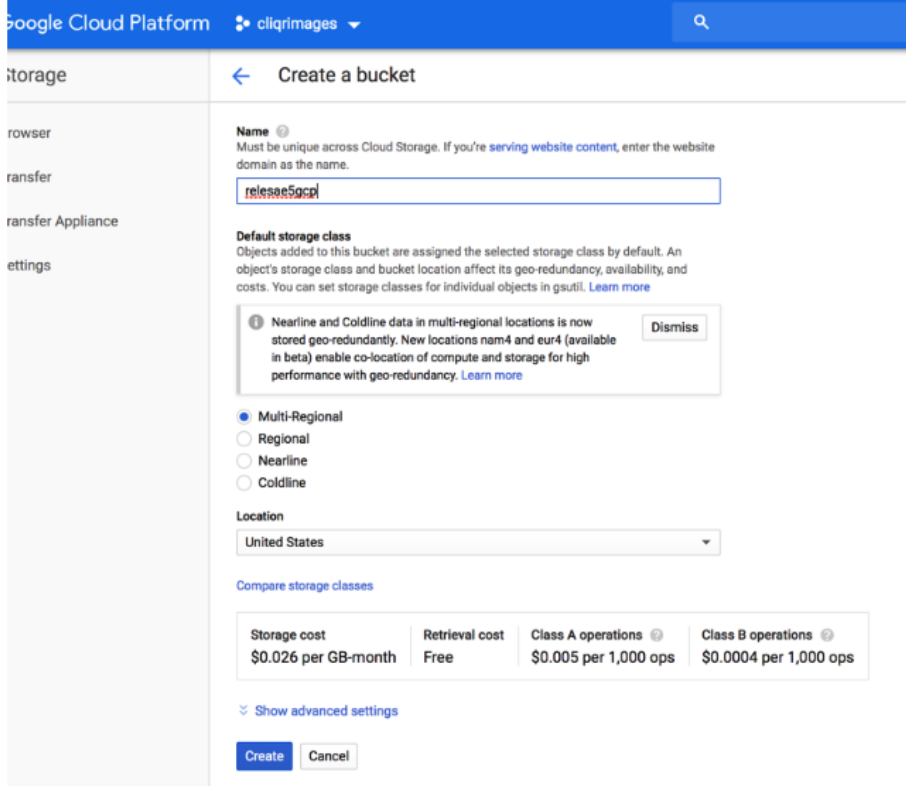 Google Cloud Platform
cliqrimages
Storage
Create a bucket
rowser
ransfer
ransfer Appliance
ettings
Name
Must be unique across Cloud Storage. If you're serving website content, enter the website
domain as the name.
relesae5gcp
Default storage class
Objects added to this bucket are assigned the selected storage class by default. An
object's storage class and bucket location affect its geo-redundancy, availability, and
costs. You can set storage classes for individual objects in gsutil. Learn more
Nearline and Coldline data in multi-regional locations is now
stored geo-redundantly. New locations nam4 and eur4 (available
in beta) enable co-location of compute and storage for high
performance with geo-redundancy. Learn more
Dismiss
Multi-Regional
Regional
Nearline
Coldline
Location
United States
Compare storage classes
Storage cost Retrieval cost Class A operations Class B operations
$0.026 per GB-month Free $0.005 per 1,000 ops $0.0004 per 1,000 ops
Show advanced settings
Create Cancel